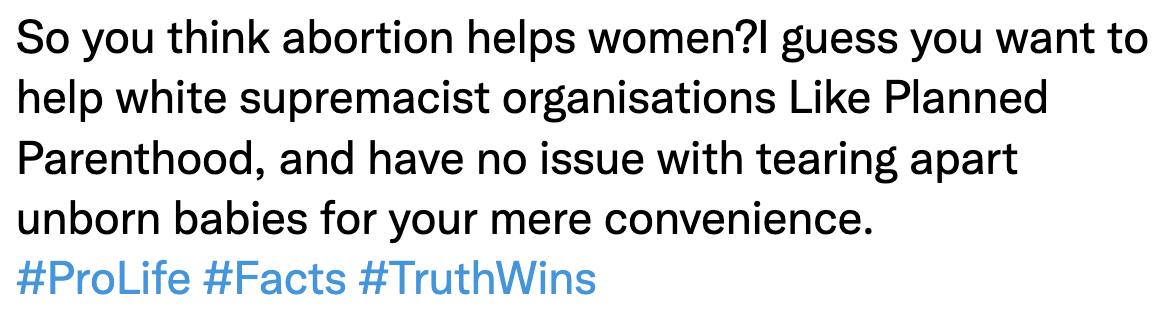 So you think abortion helps women?I guess you want to
help white supremacist organisations Like Planned
Parenthood, and have no issue with tearing apart
unborn babies for your mere convenience.
#ProLife #Facts #TruthWins